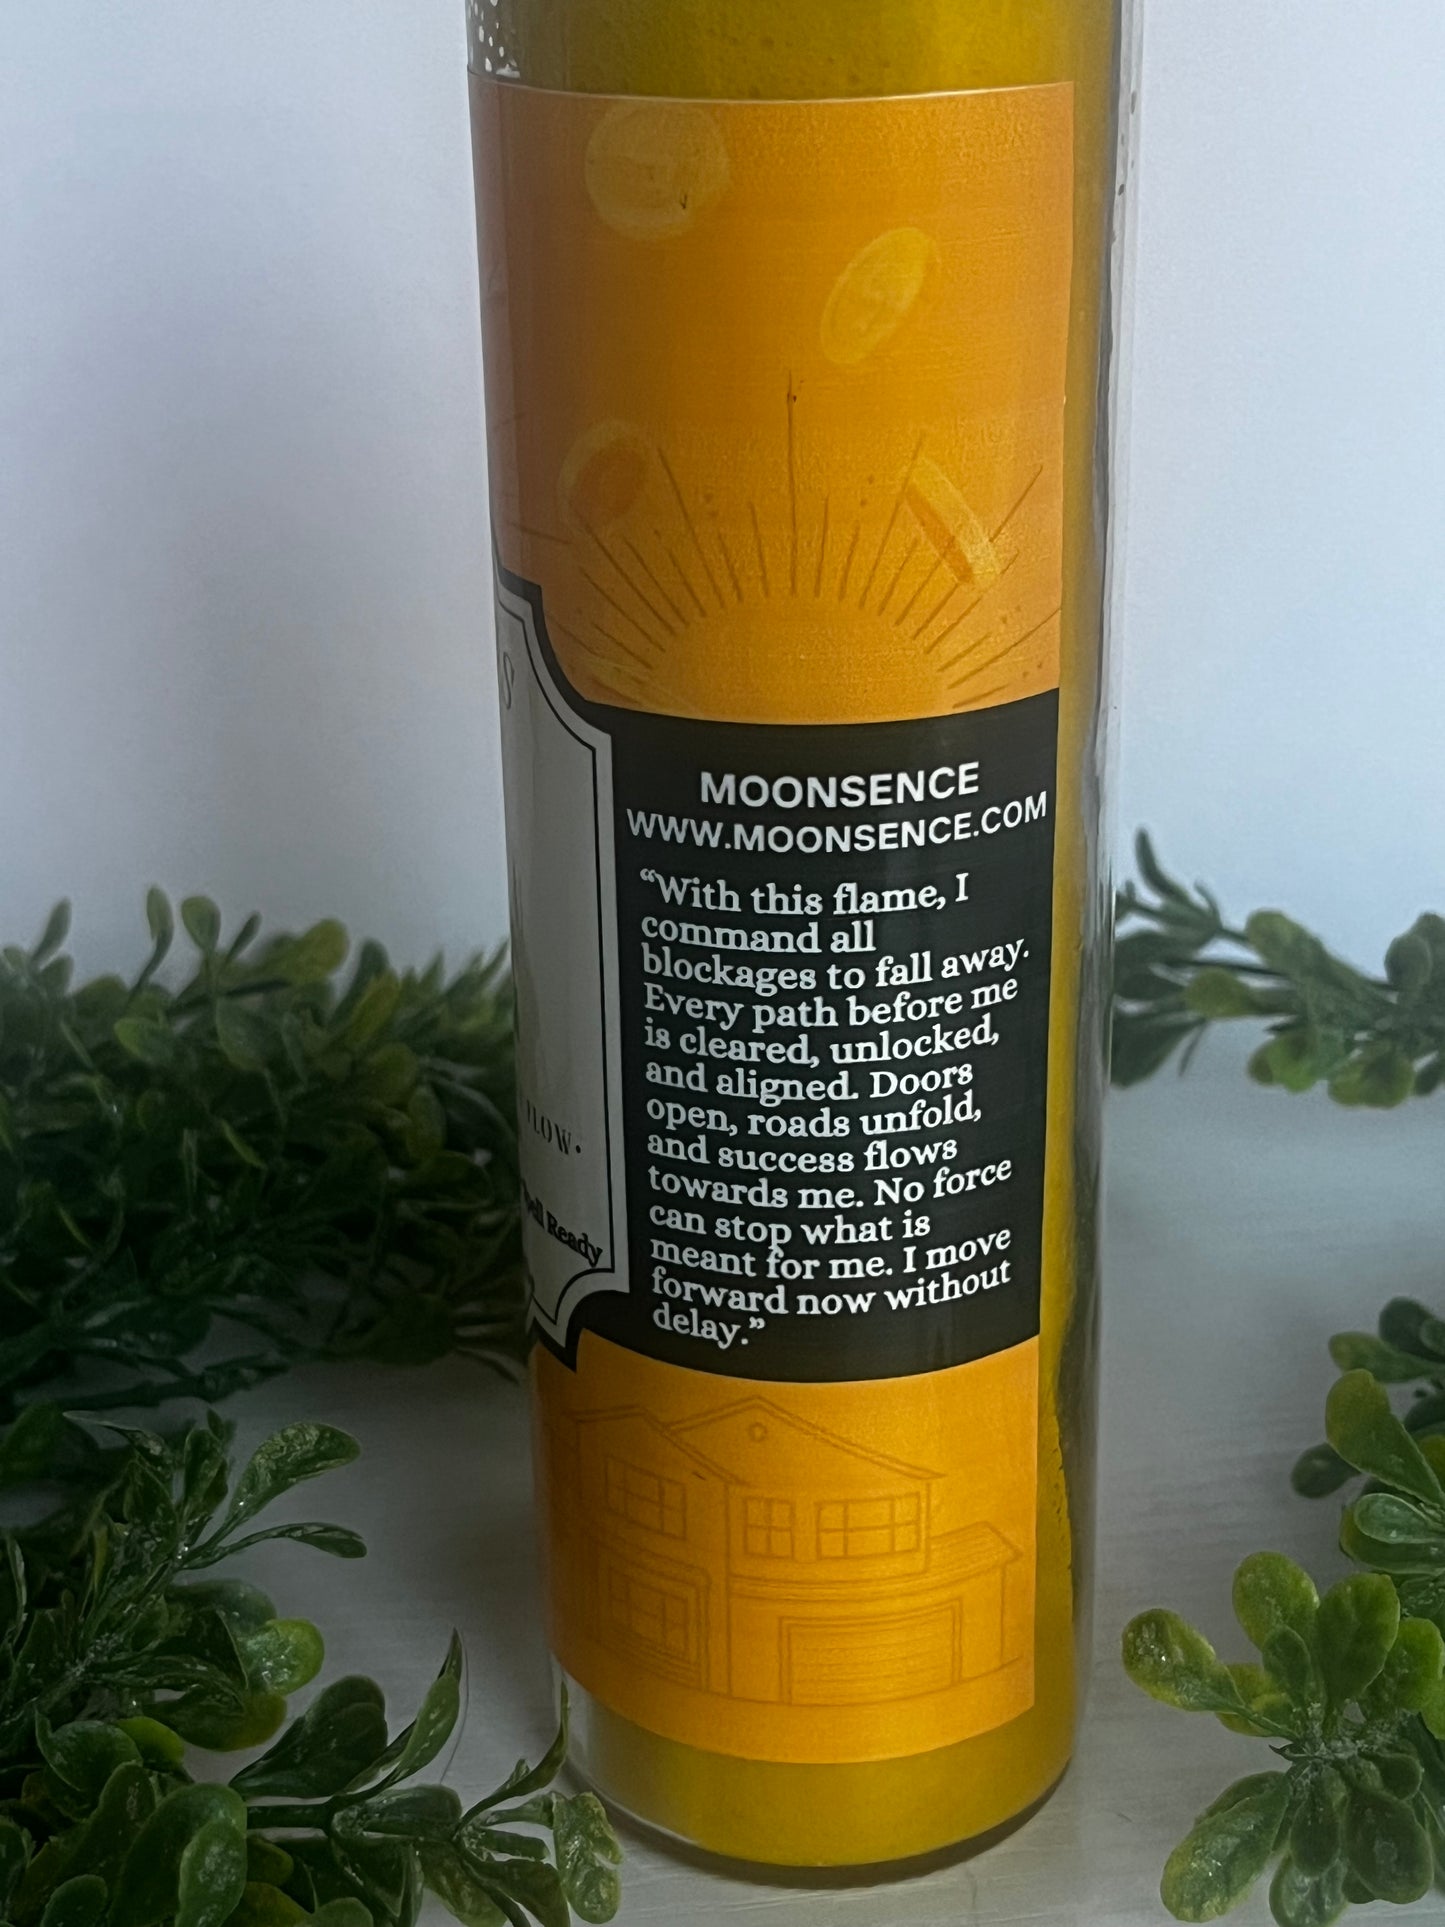 MOONSENCE
WWW.MOONSENCE.COM
“With this flame, I
command all
blockages to fall away.
Every path before me
is cleared, unlocked,
and aligned. Doors
open, roads unfold,
and success flows
towards me. No force
can stop what is
meant for me. I move
forward now without
delay.”
Ready